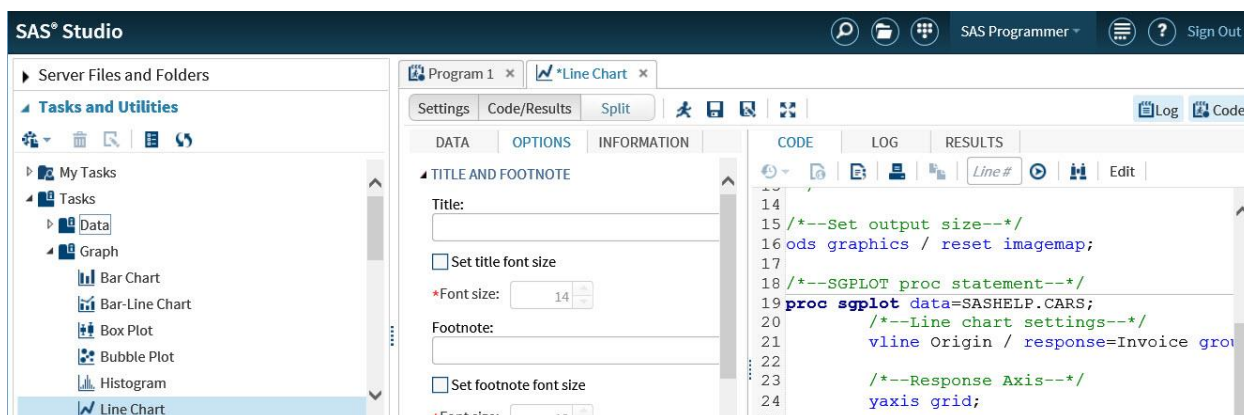 SAS® Studio
SAS Programmer
Sign Out
Server Files and Folders
Tasks and Utilities
My Tasks
Tasks
Data
Graph
Bar Chart
Bar-Line Chart
Box Plot
Bubble Plot
Histogram
Line Chart
Program 1
*Line Chart
Settings Code/Results Split
Log Code
DATA OPTIONS INFORMATION
TITLE AND FOOTNOTE
Title:
Set title font size
*Font size: 14
Footnote:
Set footnote font size
CODE LOG RESULTS
Line # Edit
14
15 /*--Set output size--*/
16 ods graphics / reset imagemap;
17
18 /*--SGPLOT proc statement--*/
19 proc sgplot data=SASHELP.CARS;
20 /*--Line chart settings--*/
21 vline Origin / response=Invoice grou
22
23 /*--Response Axis--*/
24 yaxis grid;